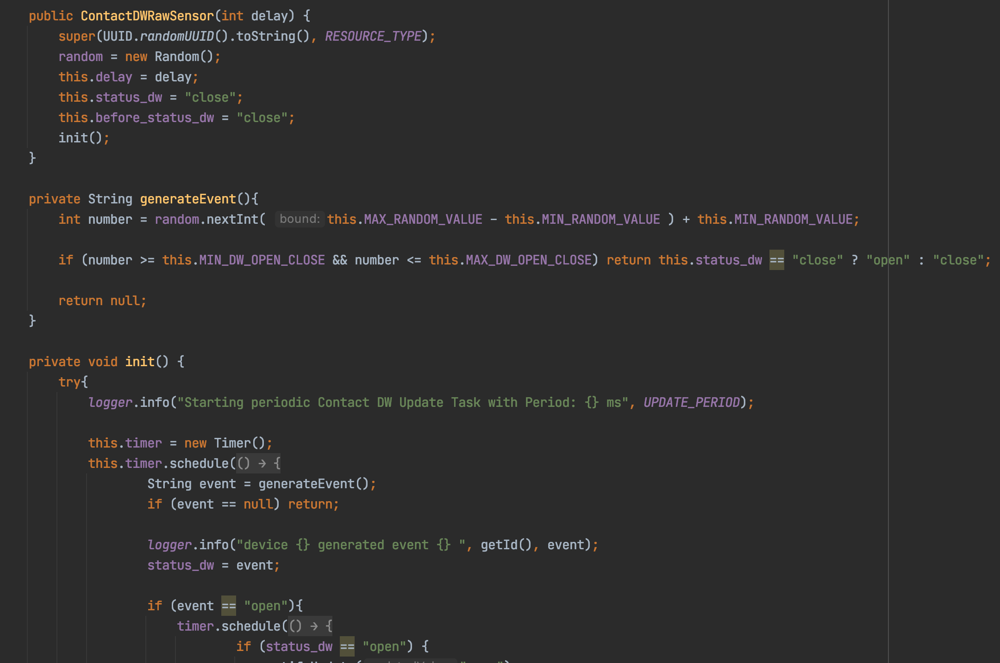 public ContactDWRawSensor(int delay) {
super(UUID.randomUUID().toString(), RESOURCE_TYPE);
random = new Random();
this.delay = delay;
this.status_dw = "close";
this.before_status_dw = "close";
init();
}
private String generateEvent(){
int number = random.nextInt( bound: this.MAX_RANDOM_VALUE - this.MIN_RANDOM_VALUE ) + this.MIN_RANDOM_VALUE;
if (number >= this.MIN_DW_OPEN_CLOSE && number <= this.MAX_DW_OPEN_CLOSE) return this.status_dw == "close" ? "open" : "close";
return null;
}
private void init() {
try{
logger.info("Starting periodic Contact DW Update Task with Period: {} ms", UPDATE_PERIOD);
this.timer = new Timer();
this.timer.schedule(() → {
String event = generateEvent();
if (event == null) return;
logger.info("device {} generated event {} ", getId(), event);
status_dw = event;
if (event == "open"){
timer.schedule(() → {
if (status_dw == "open") {